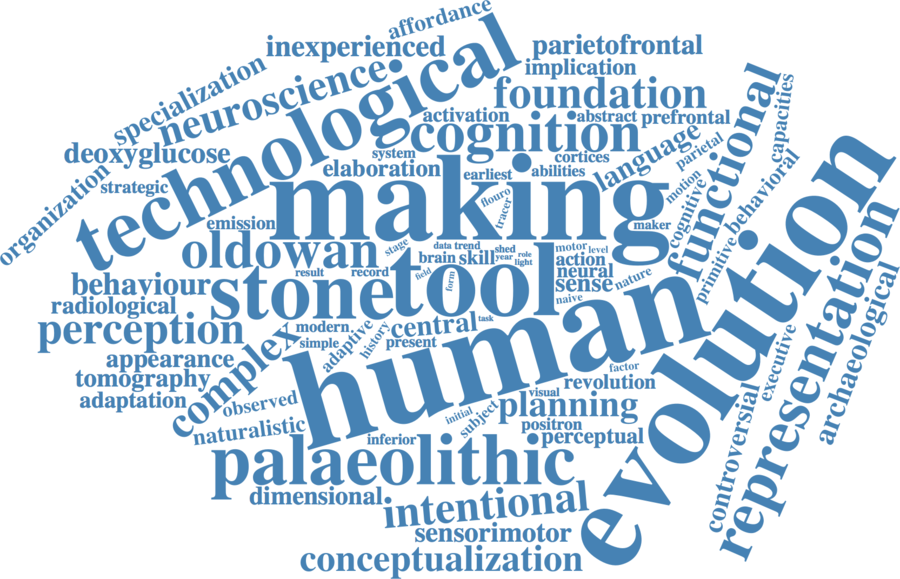 affordance
inexperienced
parietofrontal
implication
specialization
neuroscience
technological
foundation
activation
abstract
prefrontal
cognition
capacities
functional
language
parietal
deoxyglucose
system
cortices
elaboration
earliest
abilities
strategic
organization
making
flouro
tracer
motion
cognitive
behavioral
primitive
emission
maker
evolution
oldowan
stage
data
trend
shed
motor
level
brain
skill
year
role
light
action
result
record
field
form
tool
neural
sense
nature
naive
behaviour
stone
radiological
perception
modern
simple
adaptive
history
central
task
present
human
representation
archaeological
complex
appearance
tomography
adaptation
observed
naturalistic
factor
revolution
visual
initial
subject
planning
positron
perceptual
executive
controversial
inferior
palaeolithic
dimensional
intentional
sensorimotor
conceptualization